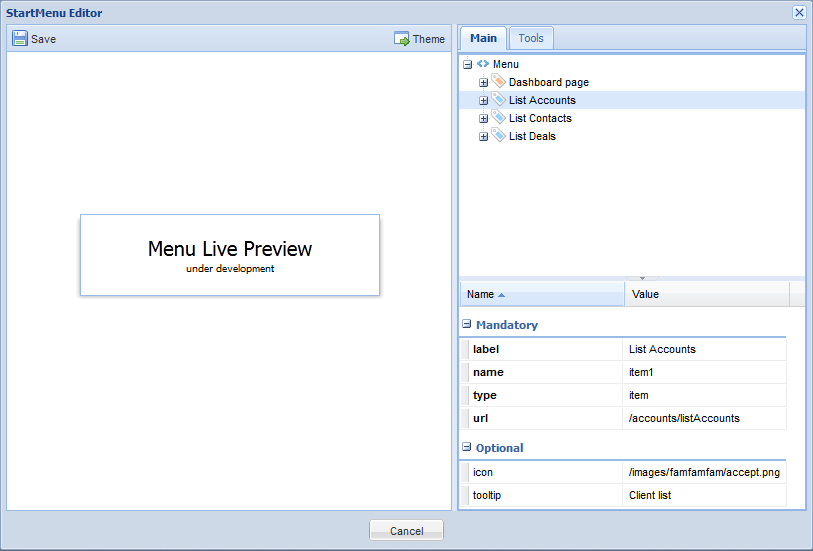 StartMenu Editor
Save
Theme
Menu Live Preview
under development
Main
Tools
Menu
Dashboard page
List Accounts
List Contacts
List Deals
Name Value
Mandatory
label List Accounts
name item1
type item
url /accounts/listAccounts
Optional
icon /images/famfamfam/accept.png
tooltip Client list
Cancel